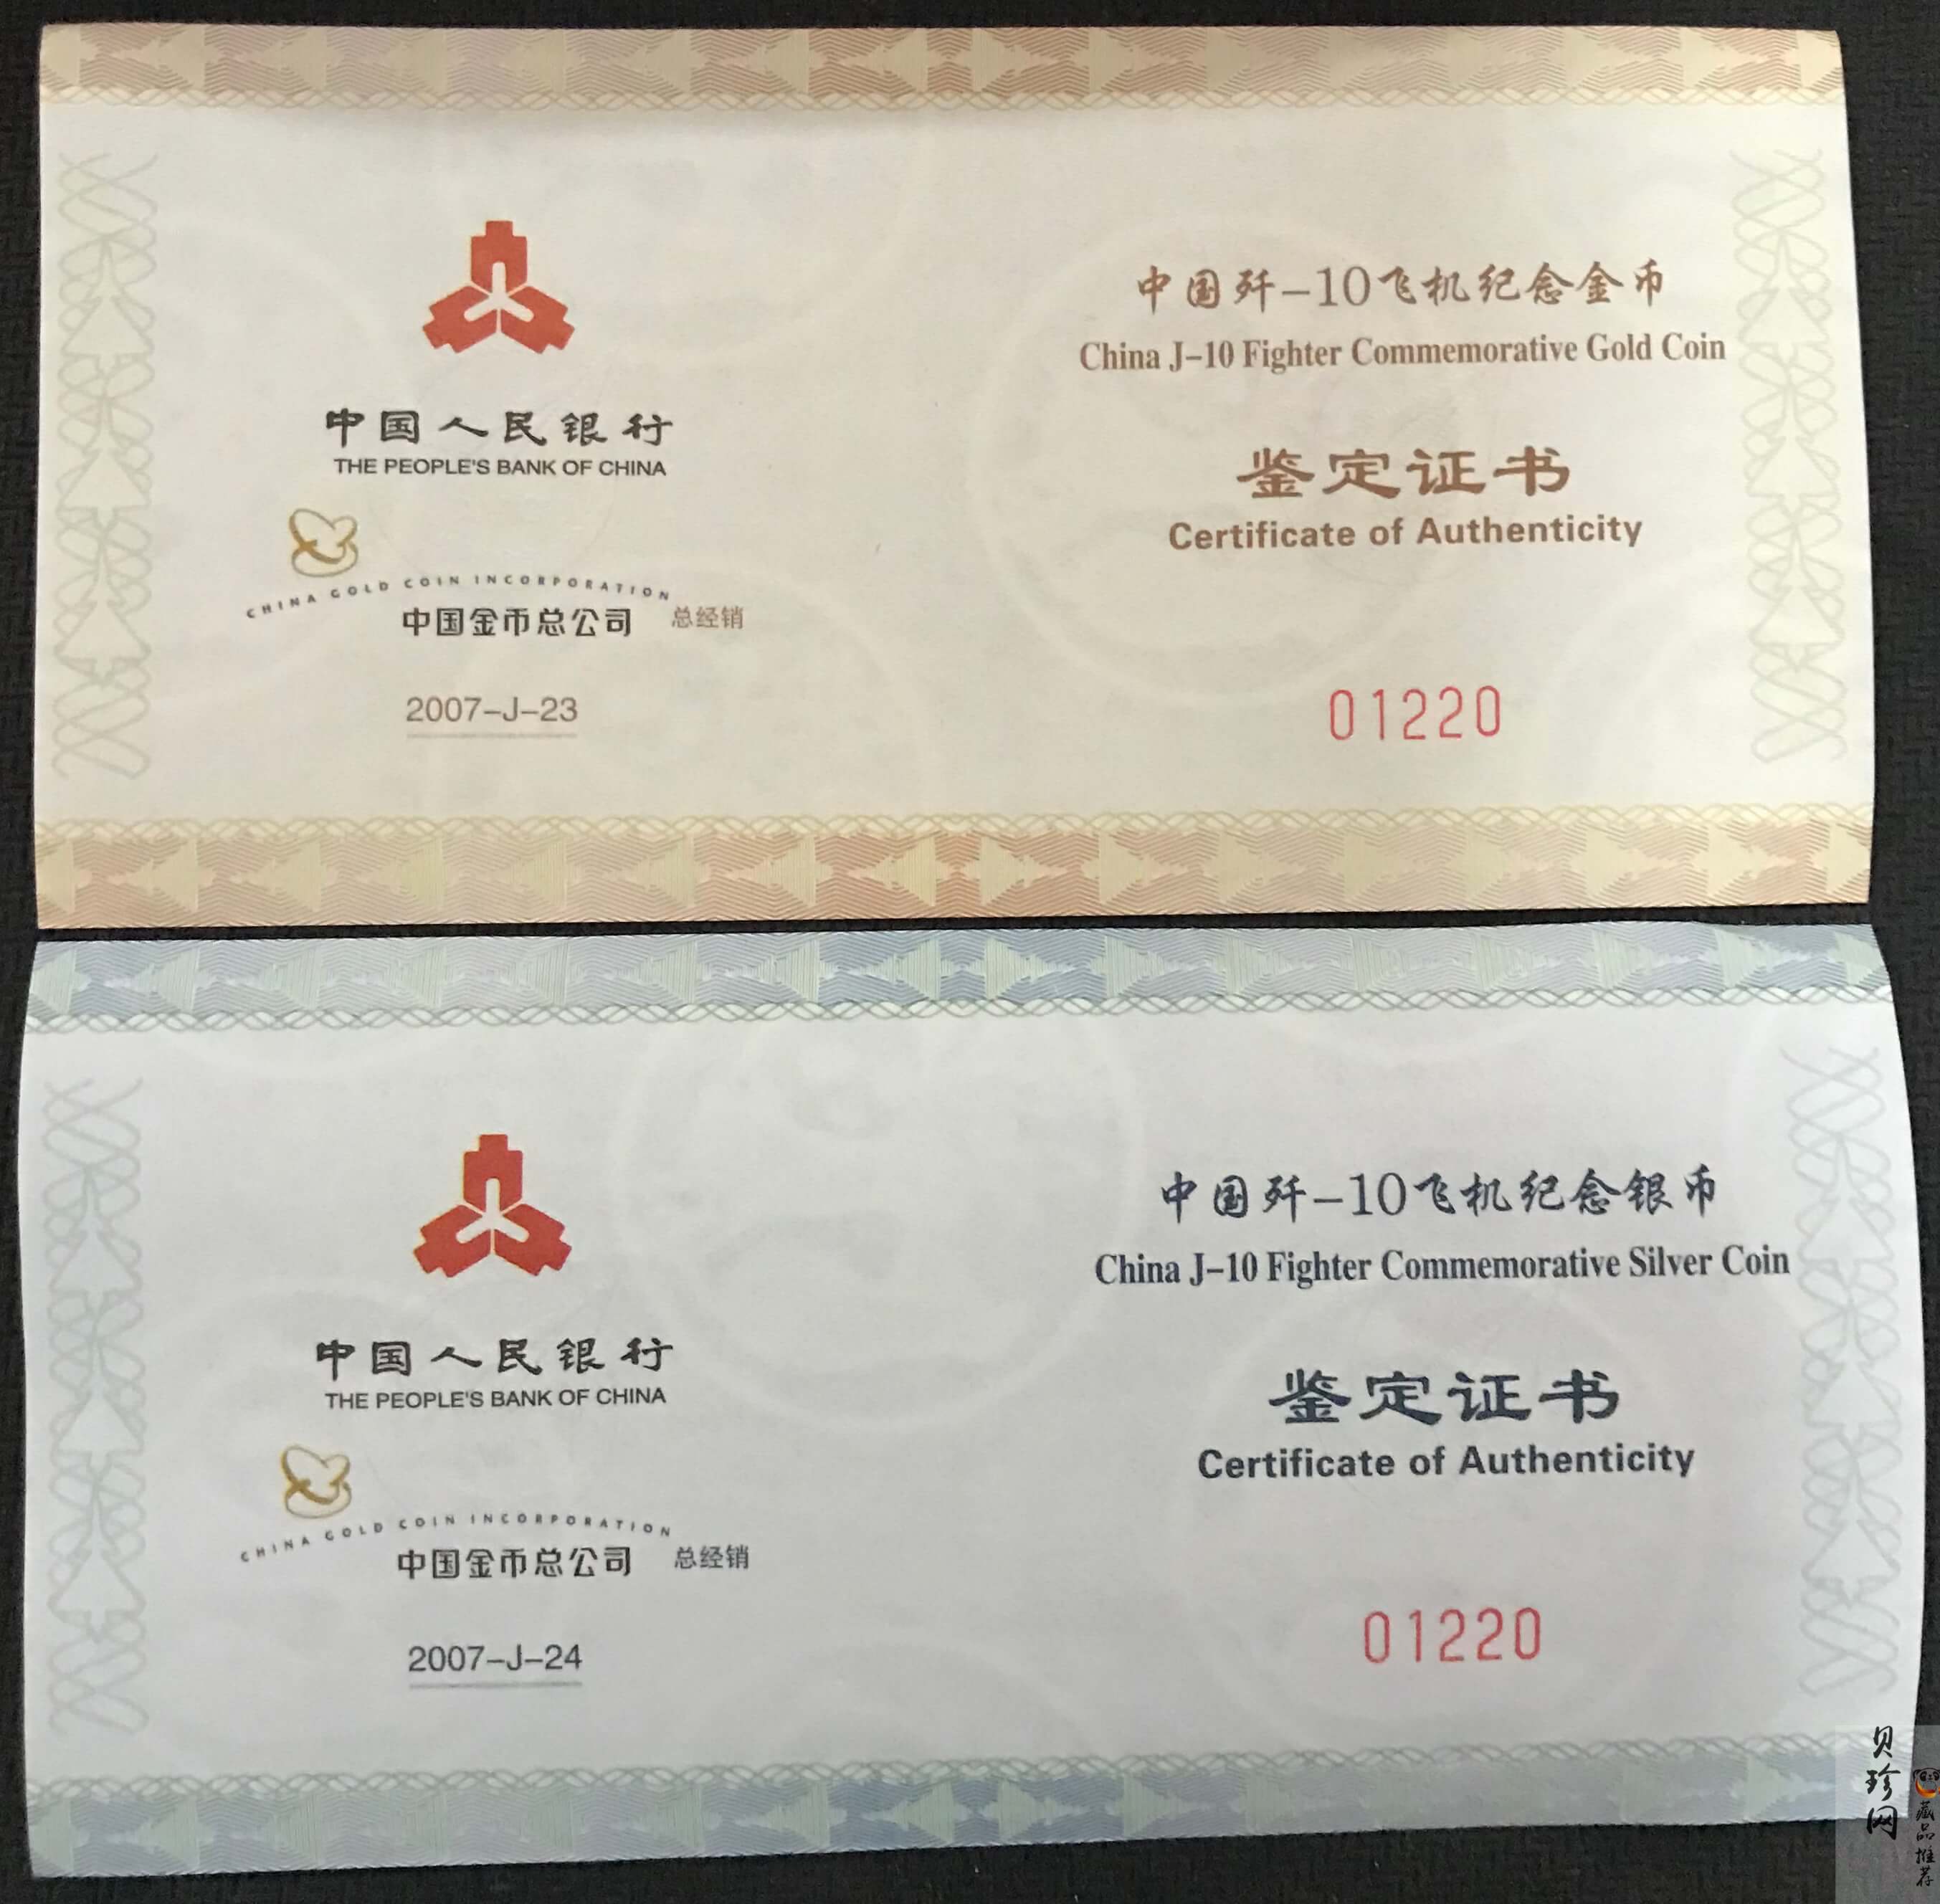 中国人民银行
THE PEOPLE'S BANK OF CHINA
CHINA GOLD COIN INCORPORATION
中国金币总公司 总经销
2007-J-23
中国歼-10飞机纪念金币
China J-10 Fighter Commemorative Gold Coin
鉴定证书
Certificate of Authenticity
01220
中国人民银行
THE PEOPLE'S BANK OF CHINA
CHINA GOLD COIN INCORPORATION
中国金币总公司 总经销
2007-J-24
中国歼-10飞机纪念银币
China J-10 Fighter Commemorative Silver Coin
鉴定证书
Certificate of Authenticity
01220
贝珍网
藏品推荐